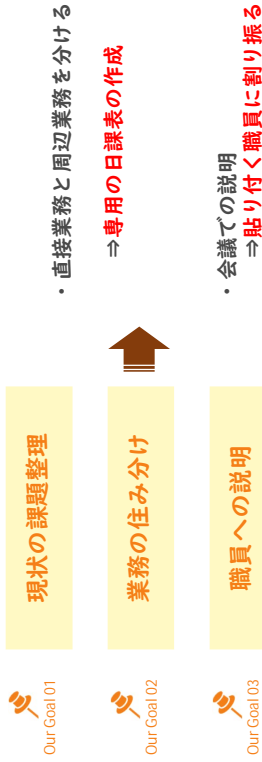 Our Goal 01
現状の課題整理
・直接業務と周辺業務を分ける
⇒専用の日課表の作成
Our Goal 02
業務の住み分け
Our Goal 03
職員への説明
・会議での説明
⇒貼り付く職員に割り振る